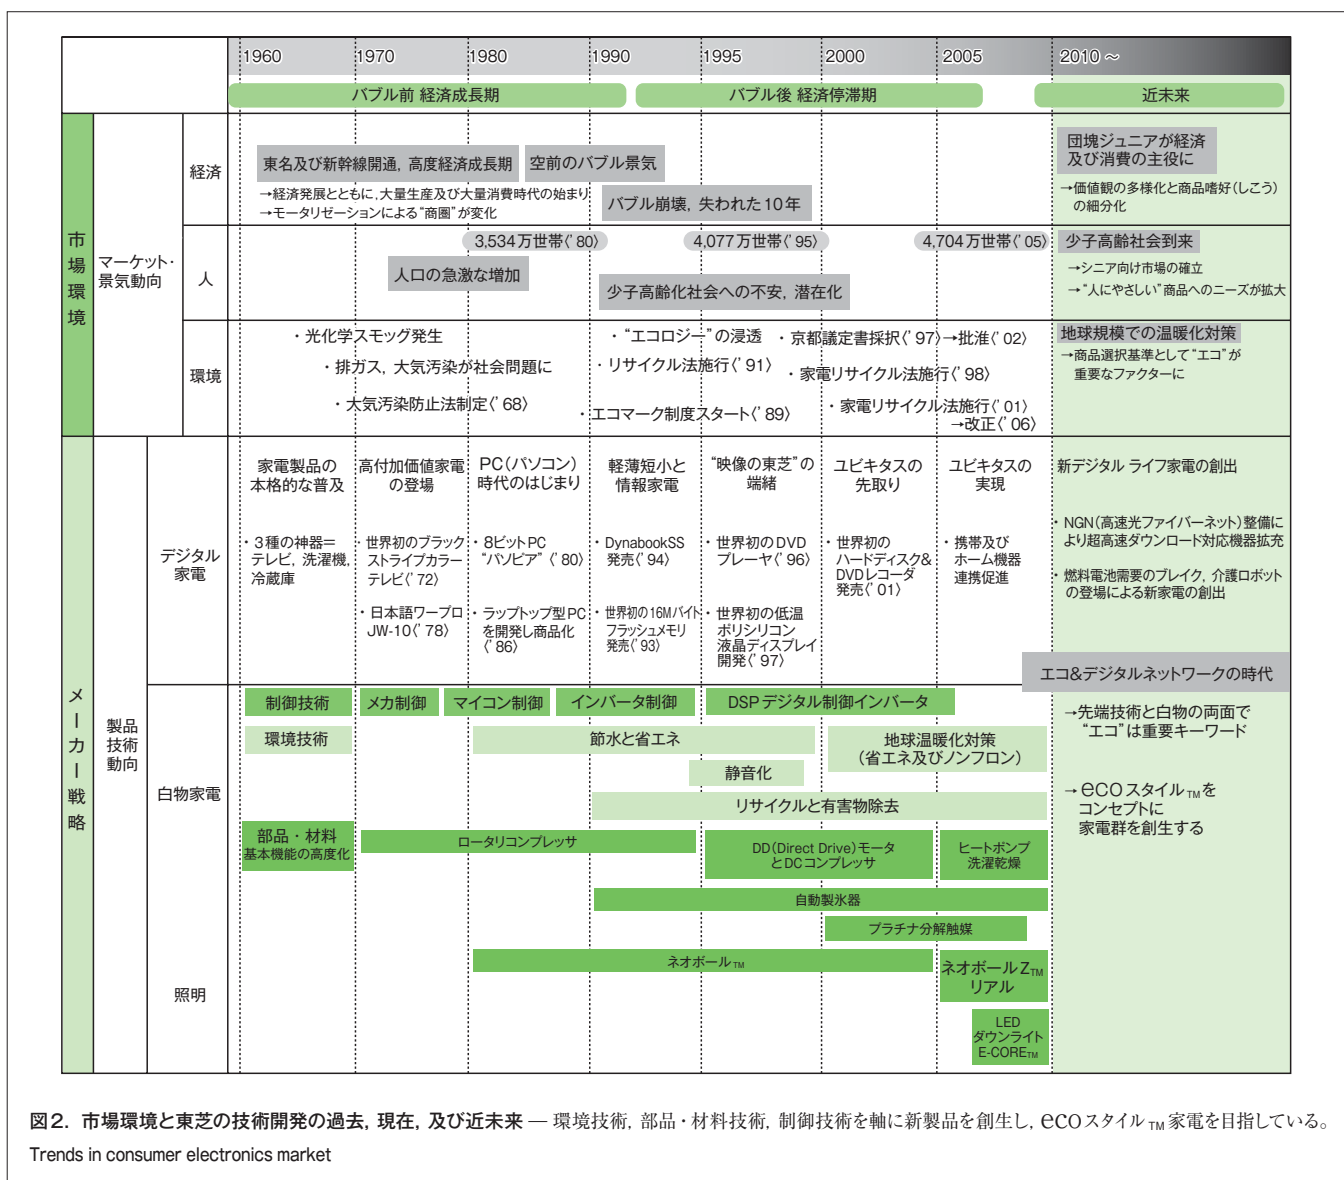 1960 1970 1980 1990 1995 2000 2005 2010～
バブル前 経済成長期 バブル後 経済停滞期 近未来
市場環境
マーケット・
景気動向
経済
東名及び新幹線開通，高度経済成長期
空前のバブル景気
→経済発展とともに，大量生産及び大量消費時代の始まり
→モータリゼーションによる“商圏”が変化
バブル崩壊，失われた10年
団塊ジュニアが経済
及び消費の主役に
→価値観の多様化と商品嗜好（しこう）
の細分化
人
3,534万世帯〈'80〉 4,077万世帯〈'95〉 4,704万世帯〈'05〉
人口の急激な増加
少子高齢化社会への不安，潜在化
少子高齢社会到来
→シニア向け市場の確立
→“人にやさしい”商品へのニーズが拡大
環境
・光化学スモッグ発生
・排ガス，大気汚染が社会問題に
・大気汚染防止法制定〈'68〉
・“エコロジー”の浸透
・リサイクル法施行〈'91〉
・エコマーク制度スタート〈'89〉
・京都議定書採択〈'97〉→批准〈'02〉
・家電リサイクル法施行〈'98〉
・家電リサイクル法施行〈'01〉
→改正〈'06〉
地球規模での温暖化対策
→商品選択基準として“エコ”が
重要なファクターに
メーカー戦略
製品
技術
動向
デジタル
家電
家電製品の
本格的な普及
・3種の神器＝
テレビ，洗濯機，
冷蔵庫
高付加価値家電
の登場
・世界初のブラック
ストライプカラー
テレビ〈'72〉
・日本語ワープロ
JW-10〈'78〉
PC（パソコン）
時代のはじまり
・8ビットPC
“パソピア”〈'80〉
・ラップトップ型PC
を開発し商品化
〈'86〉
軽薄短小と
情報家電
・DynabookSS
発売〈'94〉
・世界初の16Mバイト
フラッシュメモリ
発売〈'93〉
“映像の東芝”の
端緒
・世界初のDVD
プレーヤ〈'96〉
・世界初の低温
ポリシリコン
液晶ディスプレイ
開発〈'97〉
ユビキタスの
先取り
・世界初の
ハードディスク&
DVDレコーダ
発売〈'01〉
ユビキタスの
実現
・携帯及び
ホーム機器
連携促進
新デジタル ライフ家電の創出
・NGN（高速光ファイバーネット）整備に
より超高速ダウンロード対応機器拡充
・燃料電池需要のブレイク，介護ロボット
の登場による新家電の創出
エコ&デジタルネットワークの時代
白物家電
制御技術 メカ制御 マイコン制御 インバータ制御 DSPデジタル制御インバータ
環境技術 節水と省エネ
地球温暖化対策
（省エネ及びノンフロン）
静音化
リサイクルと有害物除去
部品・材料
基本機能の高度化
ロータリコンプレッサ
DD（Direct Drive）モータ
とDCコンプレッサ
ヒートポンプ
洗濯乾燥
自動製氷器
プラチナ分解触媒
→先端技術と白物の両面で
“エコ”は重要キーワード
→ecoスタイルTMを
コンセプトに
家電群を創生する
照明
ネオボールTM
ネオボールZTM
リアル
LED
ダウンライト
E-CORETM
図2．市場環境と東芝の技術開発の過去，現在，及び近未来 — 環境技術，部品・材料技術，制御技術を軸に新製品を創生し，ecoスタイルTM家電を目指している。
Trends in consumer electronics market